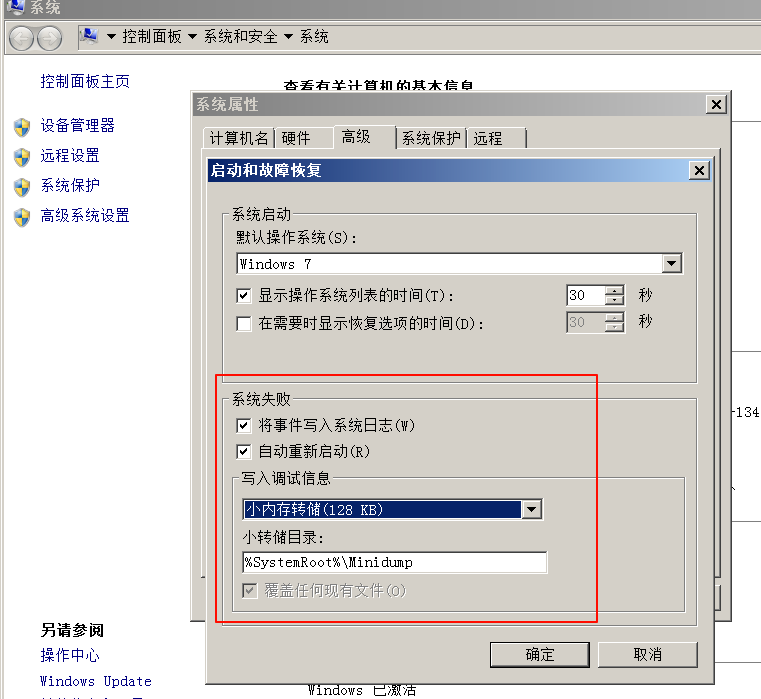 系统
控制面板 系统和安全 系统
控制面板主页
查看有关计算机的基本信息
设备管理器
远程设置
系统保护
高级系统设置
系统属性
计算机名 硬件 高级 系统保护 远程
启动和故障恢复
系统启动
默认操作系统(S):
Windows 7
显示操作系统列表的时间(T): 30 秒
在需要时显示恢复选项的时间(D): 30 秒
系统失败
将事件写入系统日志(W)
自动重新启动(R)
写入调试信息
小内存转储(128 KB)
小转储目录:
%SystemRoot%\Minidump
覆盖任何现有文件(O)
确定 取消
-134
另请参阅
操作中心
Windows Update
Windows 已激活